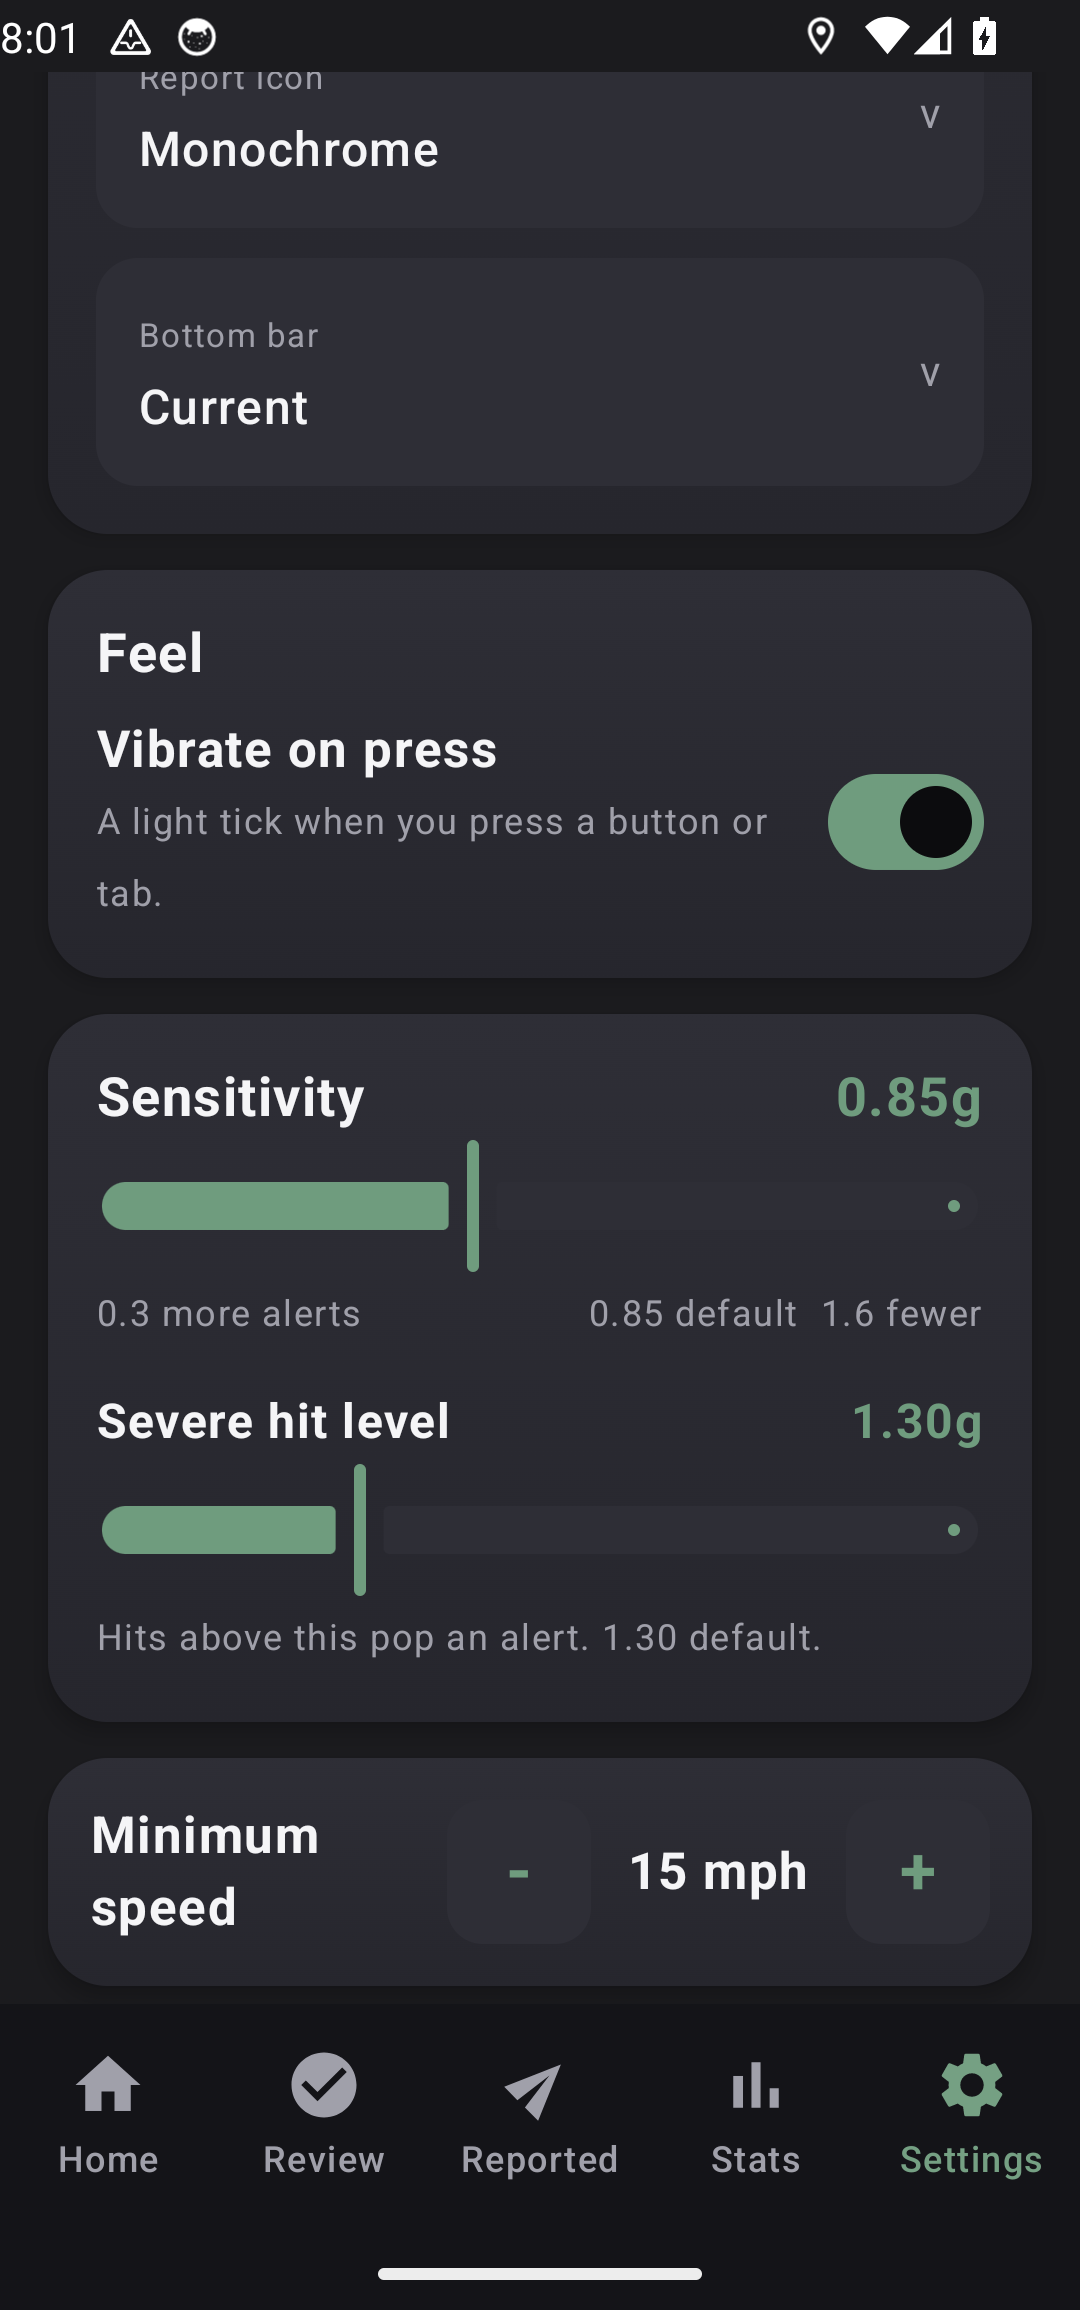 8:01
Report icon
Monochrome
v
Bottom bar
Current
v
Feel
Vibrate on press
A light tick when you press a button or
tab.
Sensitivity 0.85g
0.3 more alerts 0.85 default 1.6 fewer
Severe hit level 1.30g
Hits above this pop an alert. 1.30 default.
Minimum
speed
- 15 mph +
Home Review Reported Stats Settings